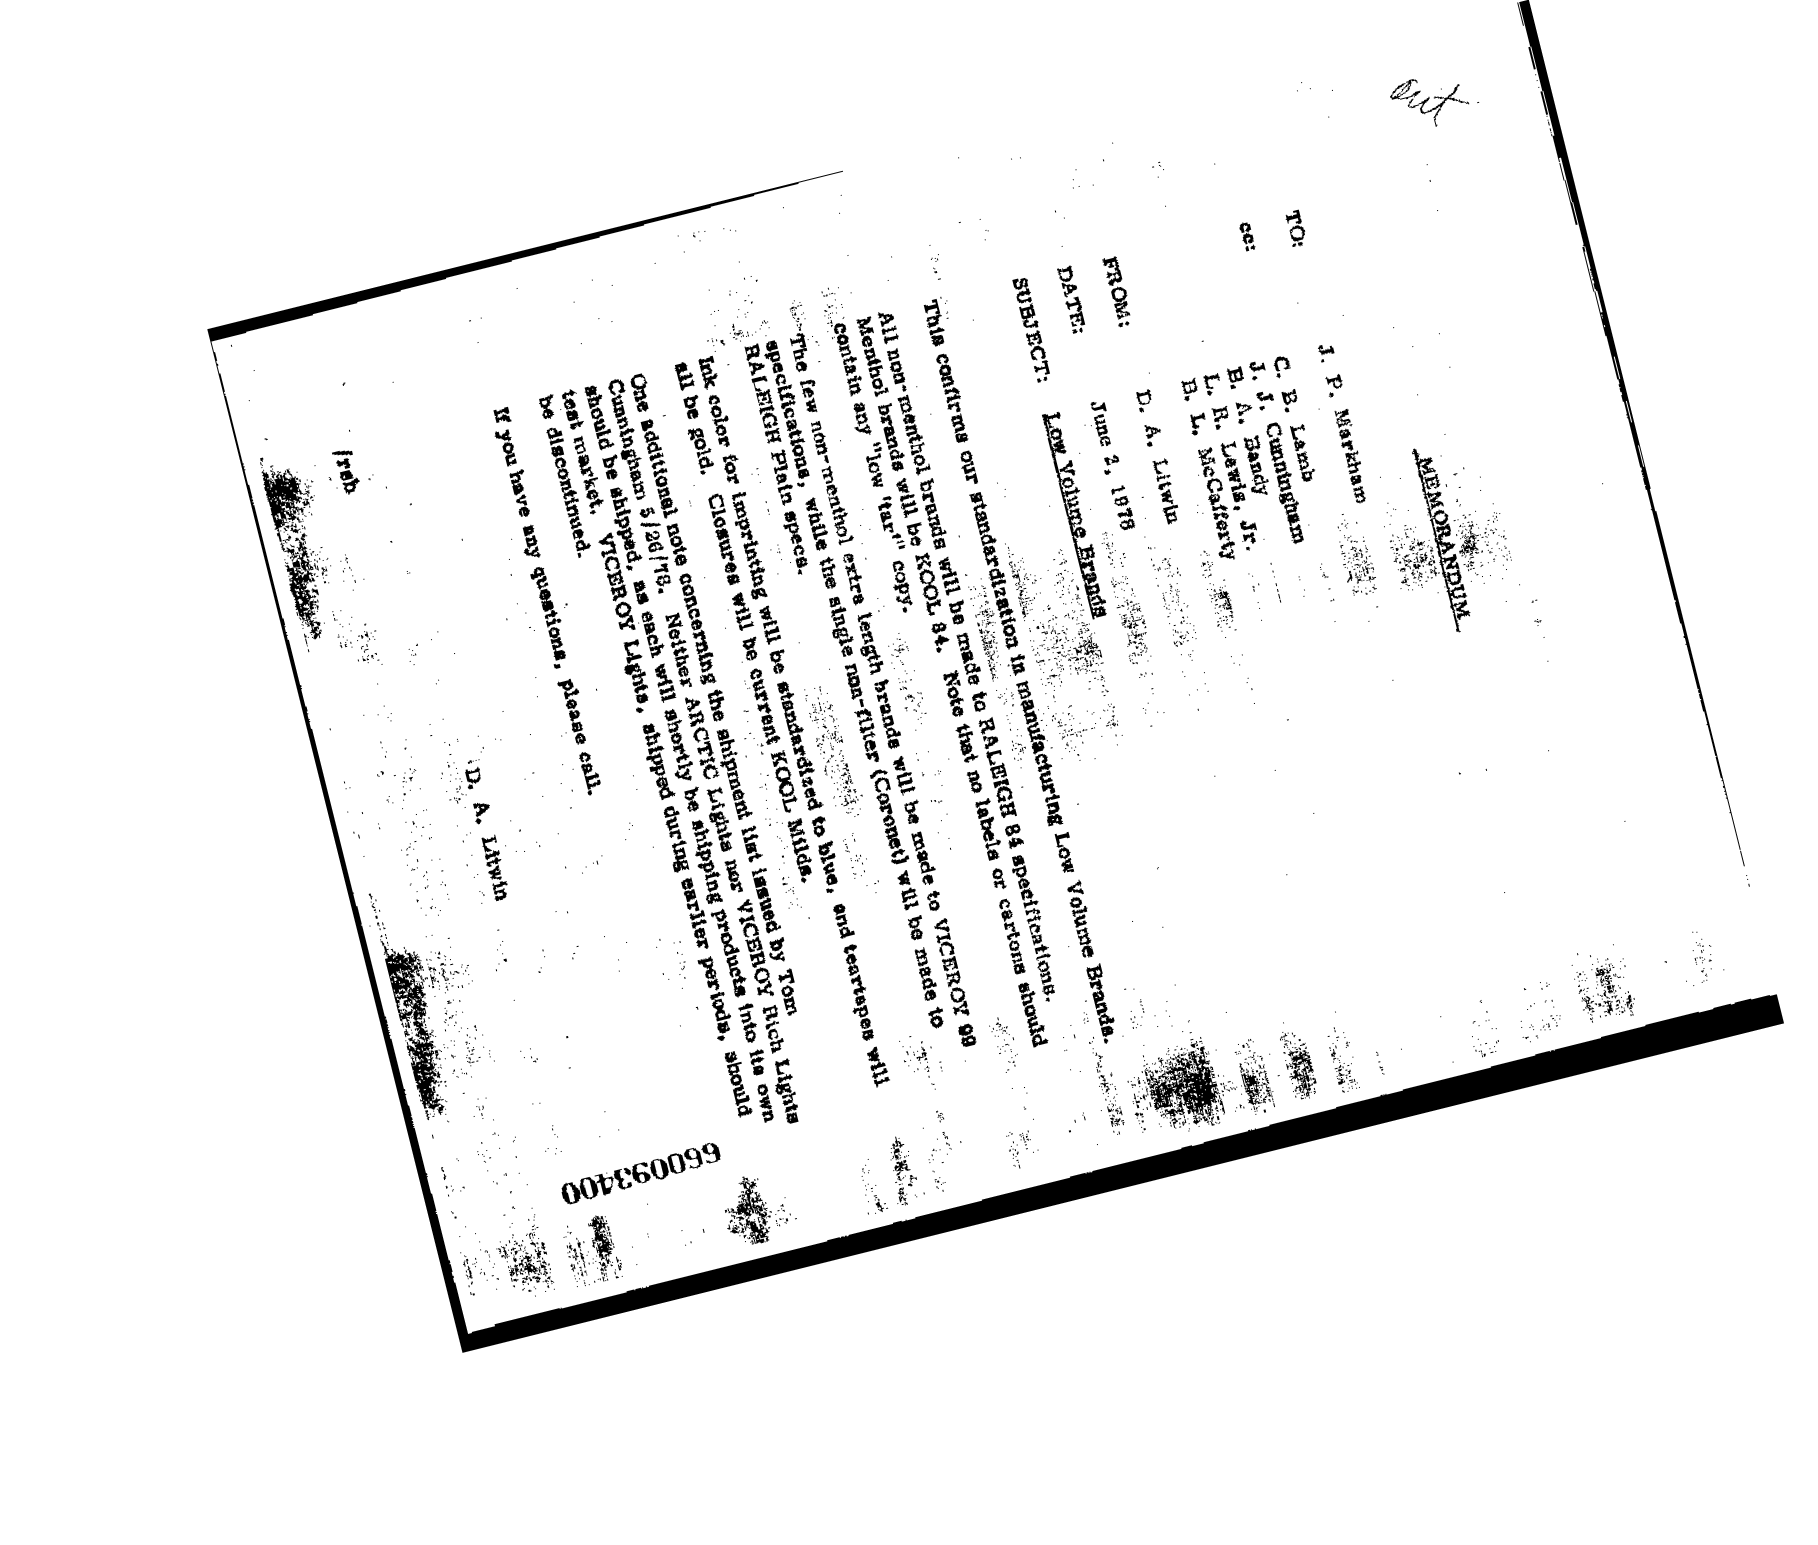 out
MEMORANDUM
TO: J. P. Markham
cc: C. B. Lamb
J. J. Cunningham
E. A. Bandy
L. R. Lewis, Jr.
B. L. McCafferty
FROM: D. A. Litwin
DATE: June 2, 1978
SUBJECT: Low Volume Brands
This confirms our standardization in manufacturing Low Volume Brands.
All non-menthol brands will be made to RALEIGH 84 specifications.
Menthol brands will be KOOL 84. Note that no labels or cartons should
contain any "low 'tar'" copy.
The few non-menthol extra length brands will be made to VICEROY 99
specifications, while the single non-filter (Coronet) will be made to
RALEIGH Plain specs.
Ink color for imprinting will be standardized to blue, and teartapes will
all be gold. Closures will be current KOOL Milds.
One additional note concerning the shipment list issued by Tom
Cunningham 5/26/78. Neither ARCTIC Lights nor VICEROY Rich Lights
should be shipped, as each will shortly be shipping products into its own
test market. VICEROY Lights, shipped during earlier periods, should
be discontinued.
If you have any questions, please call.
D. A. Litwin
/rsh
660093400